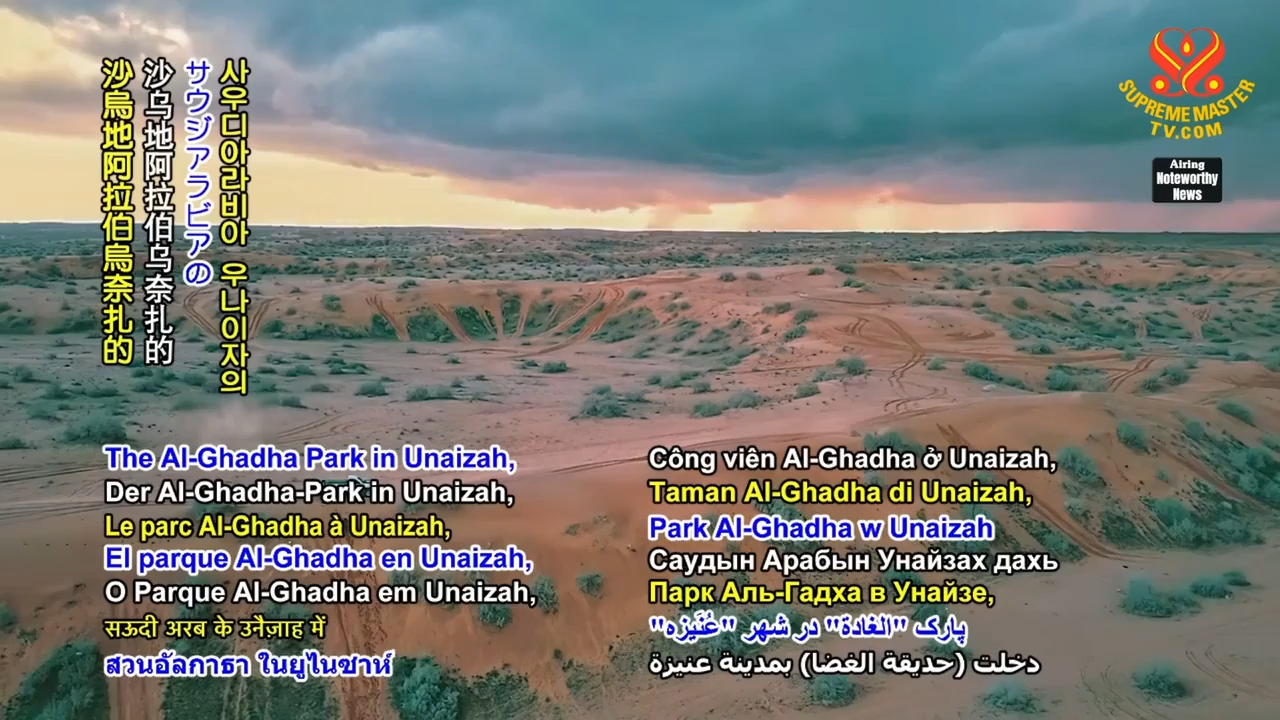 사우디아라비아 우나이자의
サウジアラビアの
沙乌地阿拉伯乌奈扎的
沙烏地阿拉伯烏奈扎的
SUPREME MASTER
TV.COM
Airing
Noteworthy
News
The Al-Ghadha Park in Unaizah,
Der Al-Ghadha-Park in Unaizah,
Le parc Al-Ghadha à Unaizah,
El parque Al-Ghadha en Unaizah,
O Parque Al-Ghadha em Unaizah,
सऊदी अरब के उनैज़ाह में
สวนอัลกาธา ในยูไนซาห์
Công viên Al-Ghadha ở Unaizah,
Taman Al-Ghadha di Unaizah,
Park Al-Ghadha w Unaizah
Саудын Арабын Унайзах дахь
Парк Аль-Гадха в Унайзе,
پارک "الغادة" در شهر "عُنَیزه"
دخلت (حديقة الغضا) بمدينة عنيزة